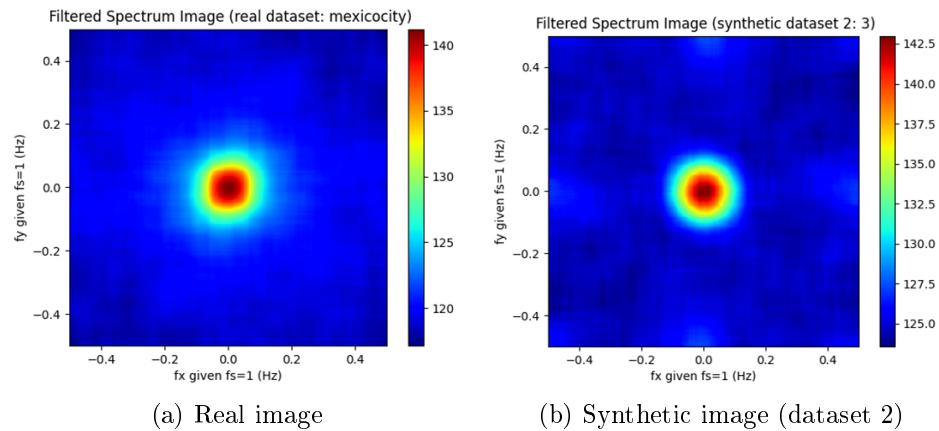 Filtered Spectrum Image (real dataset: mexicocity)
0.4
0.2
0.0
−0.2
−0.4
fy given fs=1 (Hz)
−0.4 −0.2 0.0 0.2 0.4
fx given fs=1 (Hz)
140
135
130
125
120
(a) Real image
Filtered Spectrum Image (synthetic dataset 2: 3)
0.4
0.2
0.0
−0.2
−0.4
fy given fs=1 (Hz)
−0.4 −0.2 0.0 0.2 0.4
fx given fs=1 (Hz)
142.5
140.0
137.5
135.0
132.5
130.0
127.5
125.0
(b) Synthetic image (dataset 2)